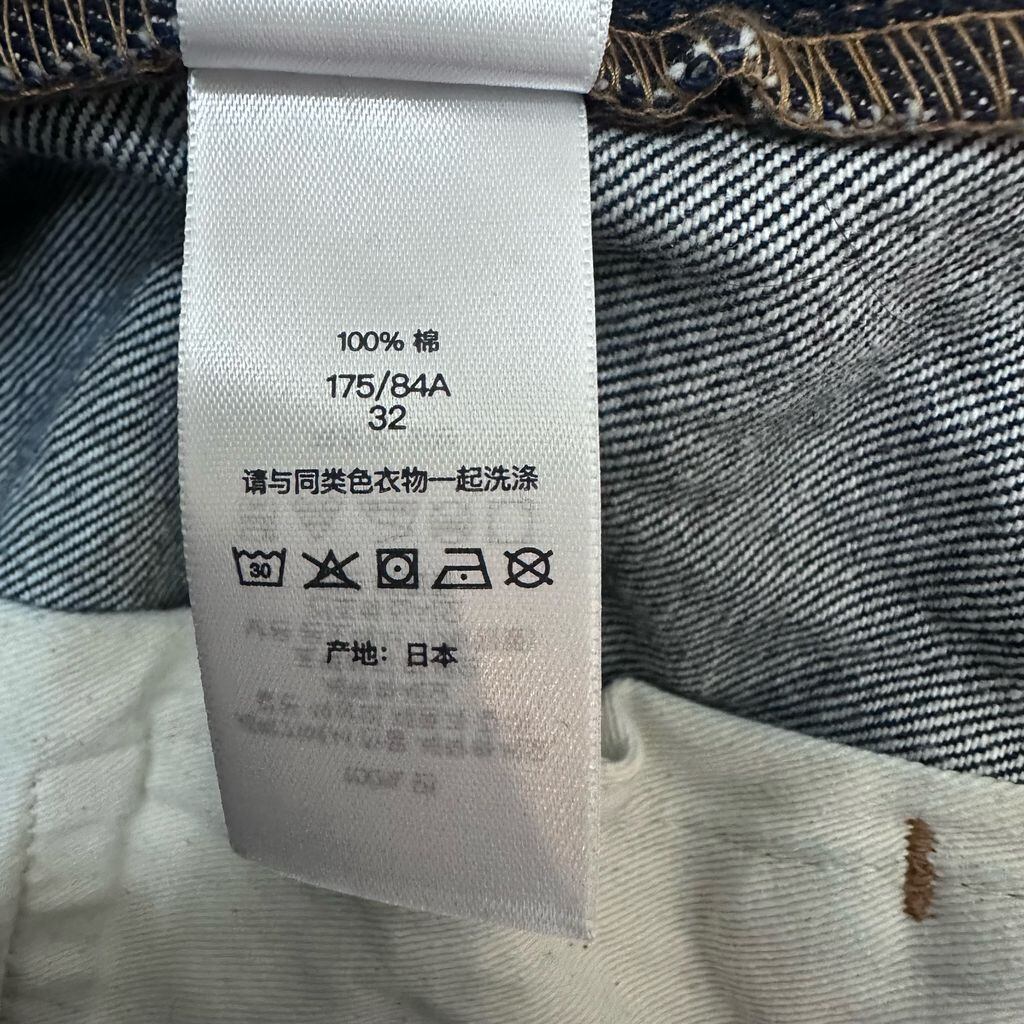 100% 棉
175/84A
32
请与同类色衣物一起洗涤
30
产地：日本